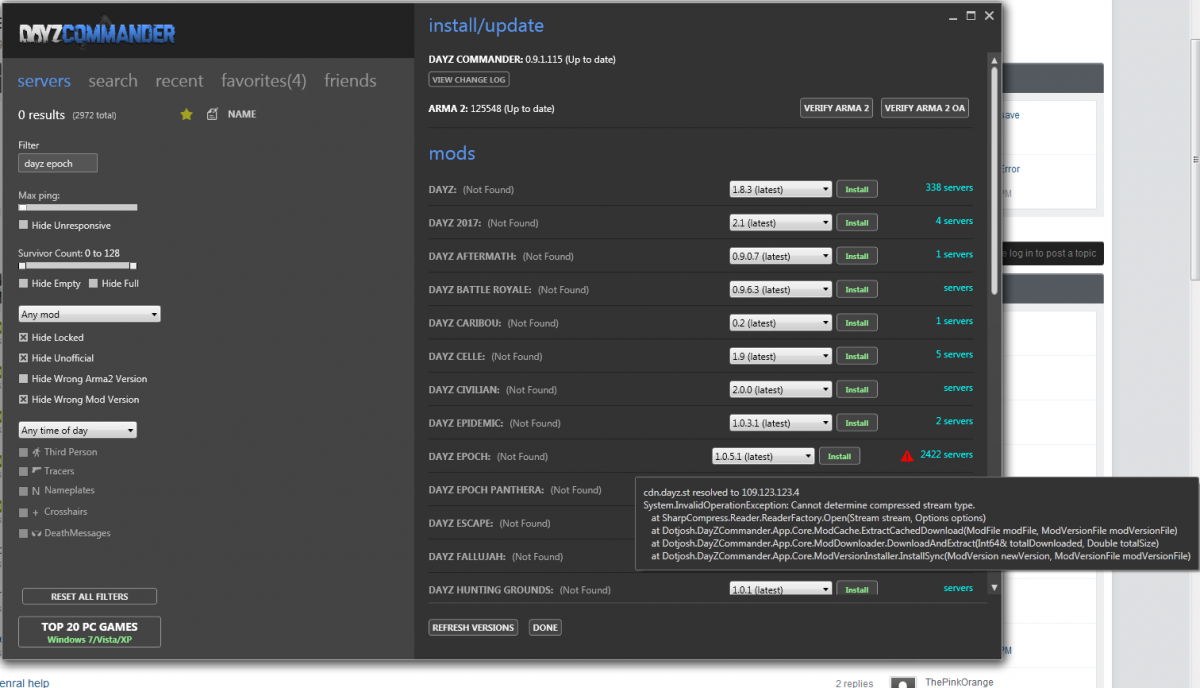 DAYZCOMMANDER
servers search recent favorites(4) friends
0 results (2972 total)
NAME
Filter
dayz epoch
Max ping:
Hide Unresponsive
Survivor Count: 0 to 128
Hide Empty Hide Full
Any mod
Hide Locked
Hide Unofficial
Hide Wrong Arma2 Version
Hide Wrong Mod Version
Any time of day
Third Person
Tracers
N Nameplates
+ Crosshairs
DeathMessages
RESET ALL FILTERS
TOP 20 PC GAMES
Windows 7/Vista/XP
install/update
DAYZ COMMANDER: 0.9.1.115 (Up to date)
VIEW CHANGE LOG
ARMA 2: 125548 (Up to date)
VERIFY ARMA 2 VERIFY ARMA 2 OA
mods
DAYZ: (Not Found) 1.8.3 (latest) Install 338 servers
DAYZ 2017: (Not Found) 2.1 (latest) Install 4 servers
DAYZ AFTERMATH: (Not Found) 0.9.0.7 (latest) Install 1 servers
DAYZ BATTLE ROYALE: (Not Found) 0.9.6.3 (latest) Install servers
DAYZ CARIBOU: (Not Found) 0.2 (latest) Install 1 servers
DAYZ CELLE: (Not Found) 1.9 (latest) Install 5 servers
DAYZ CIVILIAN: (Not Found) 2.0.0 (latest) Install servers
DAYZ EPIDEMIC: (Not Found) 1.0.3.1 (latest) Install 2 servers
DAYZ EPOCH: (Not Found) 1.0.5.1 (latest) Install 2422 servers
DAYZ EPOCH PANTHERA: (Not Found)
DAYZ ESCAPE: (Not Found)
DAYZ FALLUJAH: (Not Found)
DAYZ HUNTING GROUNDS: (Not Found) 1.0.1 (latest) Install servers
cdn.dayz.st resolved to 109.123.123.4
System.InvalidOperationException: Cannot determine compressed stream type.
at SharpCompress.Reader.ReaderFactory.Open(Stream stream, Options options)
at Dotjosh.DayZCommander.App.Core.ModCache.ExtractCachedDownload(ModFile modFile, ModVersionFile modVersionFile)
at Dotjosh.DayZCommander.App.Core.ModDownloader.DownloadAndExtract(Int64& totalDownloaded, Double totalSize)
at Dotjosh.DayZCommander.App.Core.ModVersionInstaller.InstallSync(ModVersion newVersion, ModVersionFile modVersionFile)
REFRESH VERSIONS DONE
log in to post a topic
enral help
2 replies
ThePinkOrange